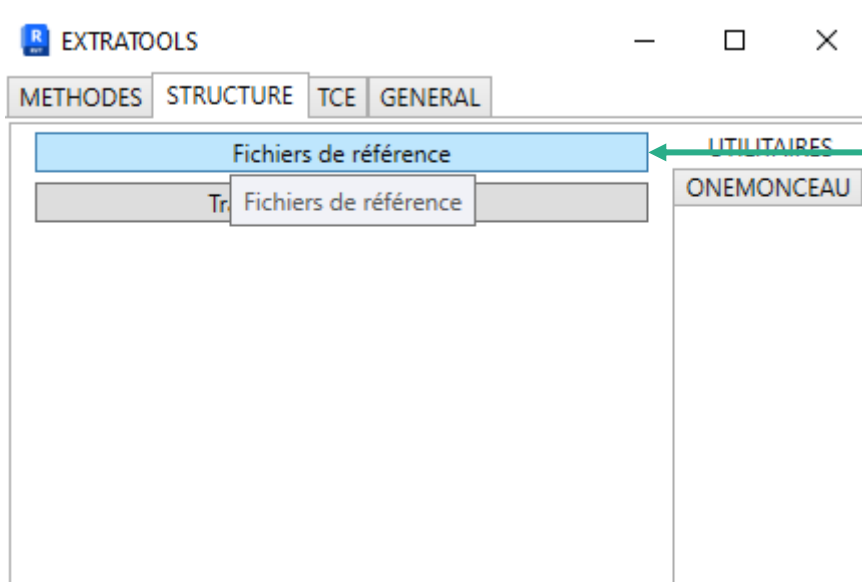 EXTRATOOLS
METHODES STRUCTURE TCE GENERAL
Fichiers de référence
UTILITAIRES
Fichiers de référence
ONEMONCEAU